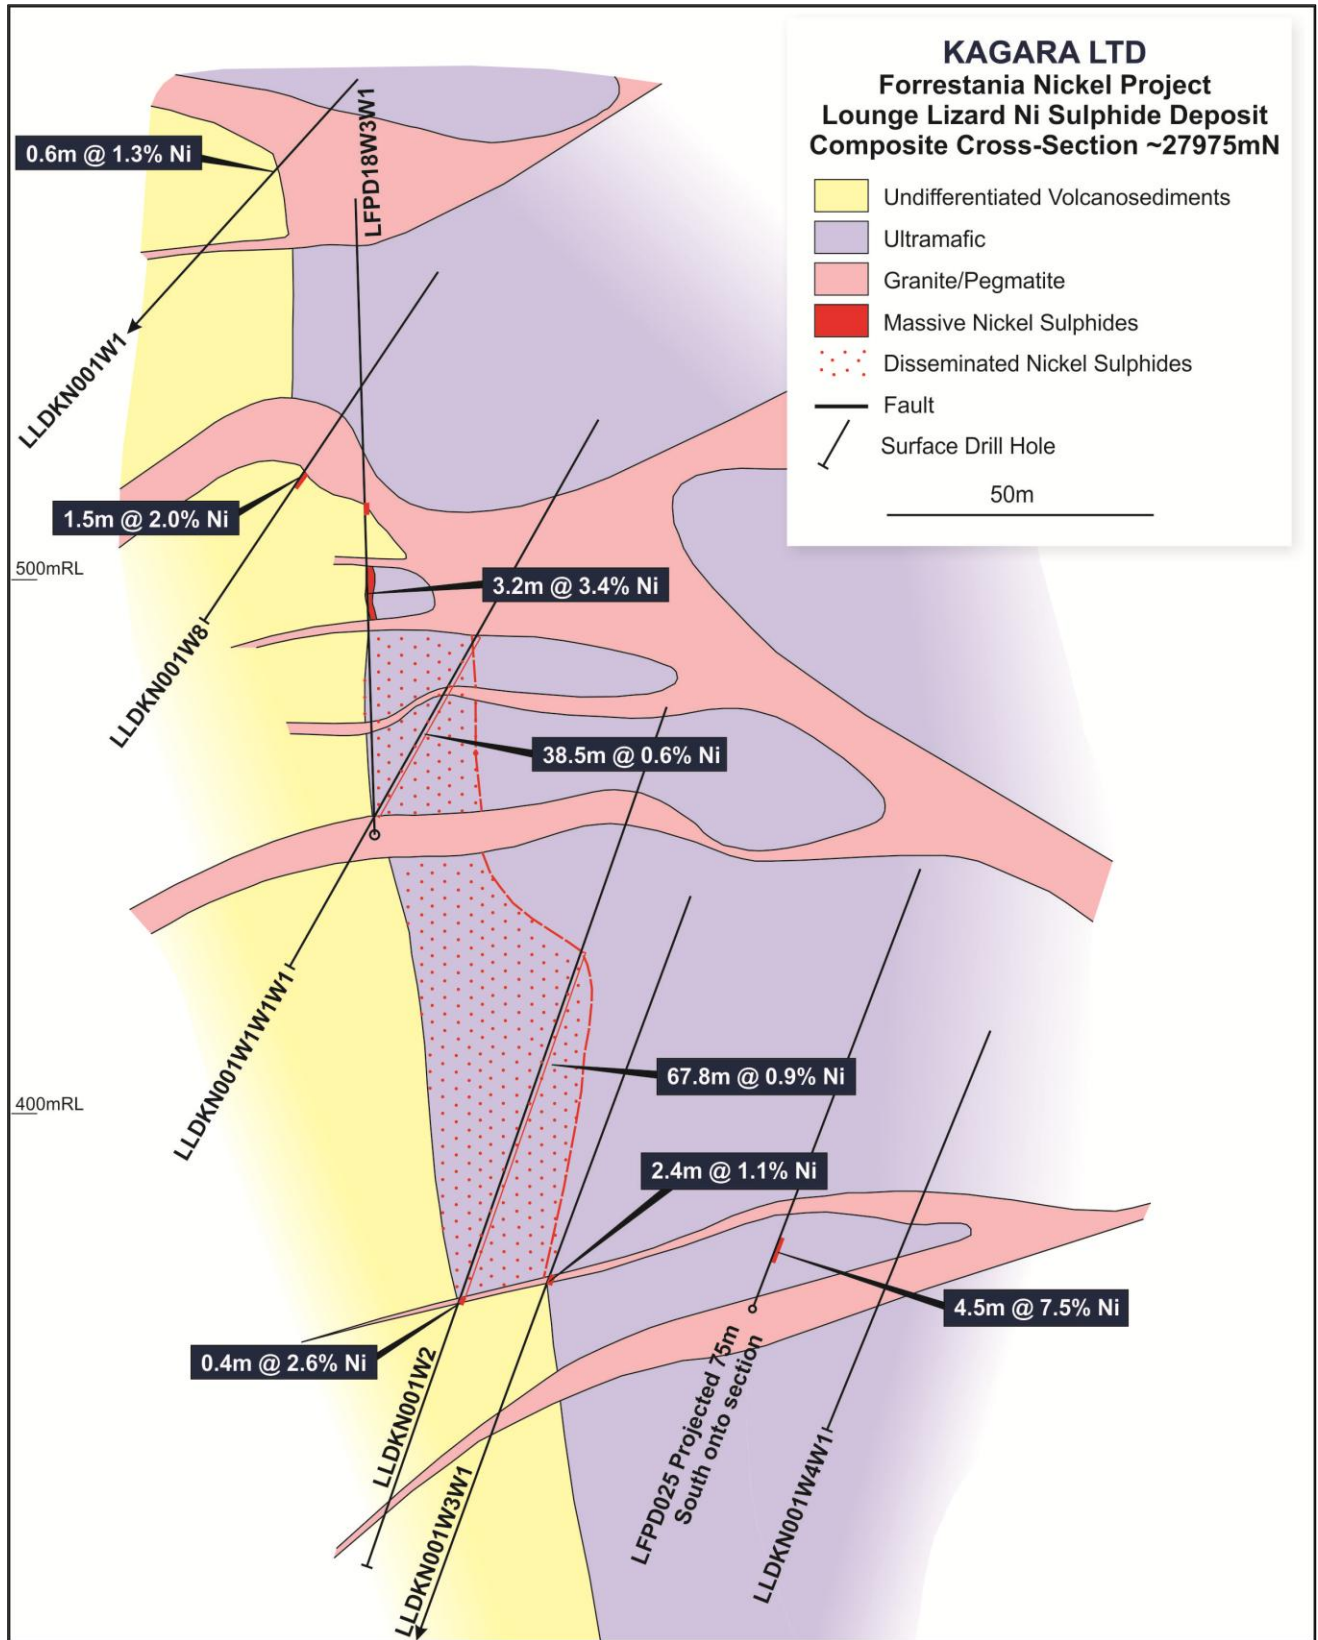 KAGARA LTD
Forrestania Nickel Project
Lounge Lizard Ni Sulphide Deposit
Composite Cross-Section ~27975mN
Undifferentiated Volcanosediments
Ultramafic
Granite/Pegmatite
Massive Nickel Sulphides
Disseminated Nickel Sulphides
Fault
Surface Drill Hole
50m
LFPD18W3W1
0.6m @ 1.3% Ni
LLDKN001W1
1.5m @ 2.0% Ni
500mRL
3.2m @ 3.4% Ni
LLDKN001W8
38.5m @ 0.6% Ni
LLDKN001W1W1W1
67.8m @ 0.9% Ni
400mRL
2.4m @ 1.1% Ni
4.5m @ 7.5% Ni
0.4m @ 2.6% Ni
LLDKN001W2
LLDKN001W3W1
LFPD025 Projected 75m
South onto section
LLDKN001W4W1